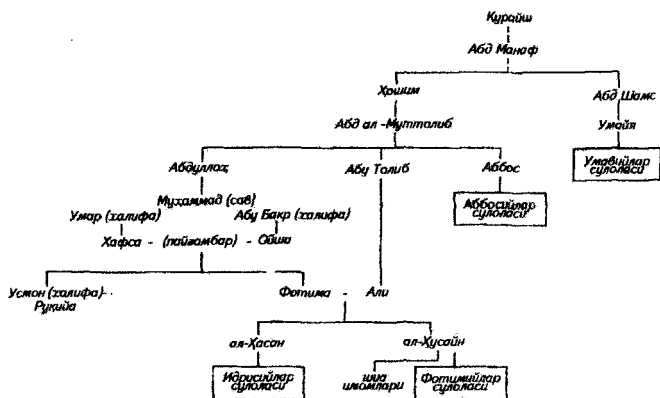 Курайш
Абд Манаф
Ҳошим
Абд Шамс
Абд ал-Мутталиб
Умайя
Абдуллоҳ
Абу Толиб
Аббос
Умавийлар
сулоласи
Муҳаммад (сав)
Аббосийлар
сулоласи
Умар (халифа)
Абу Бакр (халифа)
Хафса - (пайғамбар) - Ойша
Усмон (халифа)-
Руқийа
Фотима - Али
ал-Ҳасан
ал-Ҳусайн
Идрисийлар
сулоласи
шиа
имомлари
Фотимийлар
сулоласи